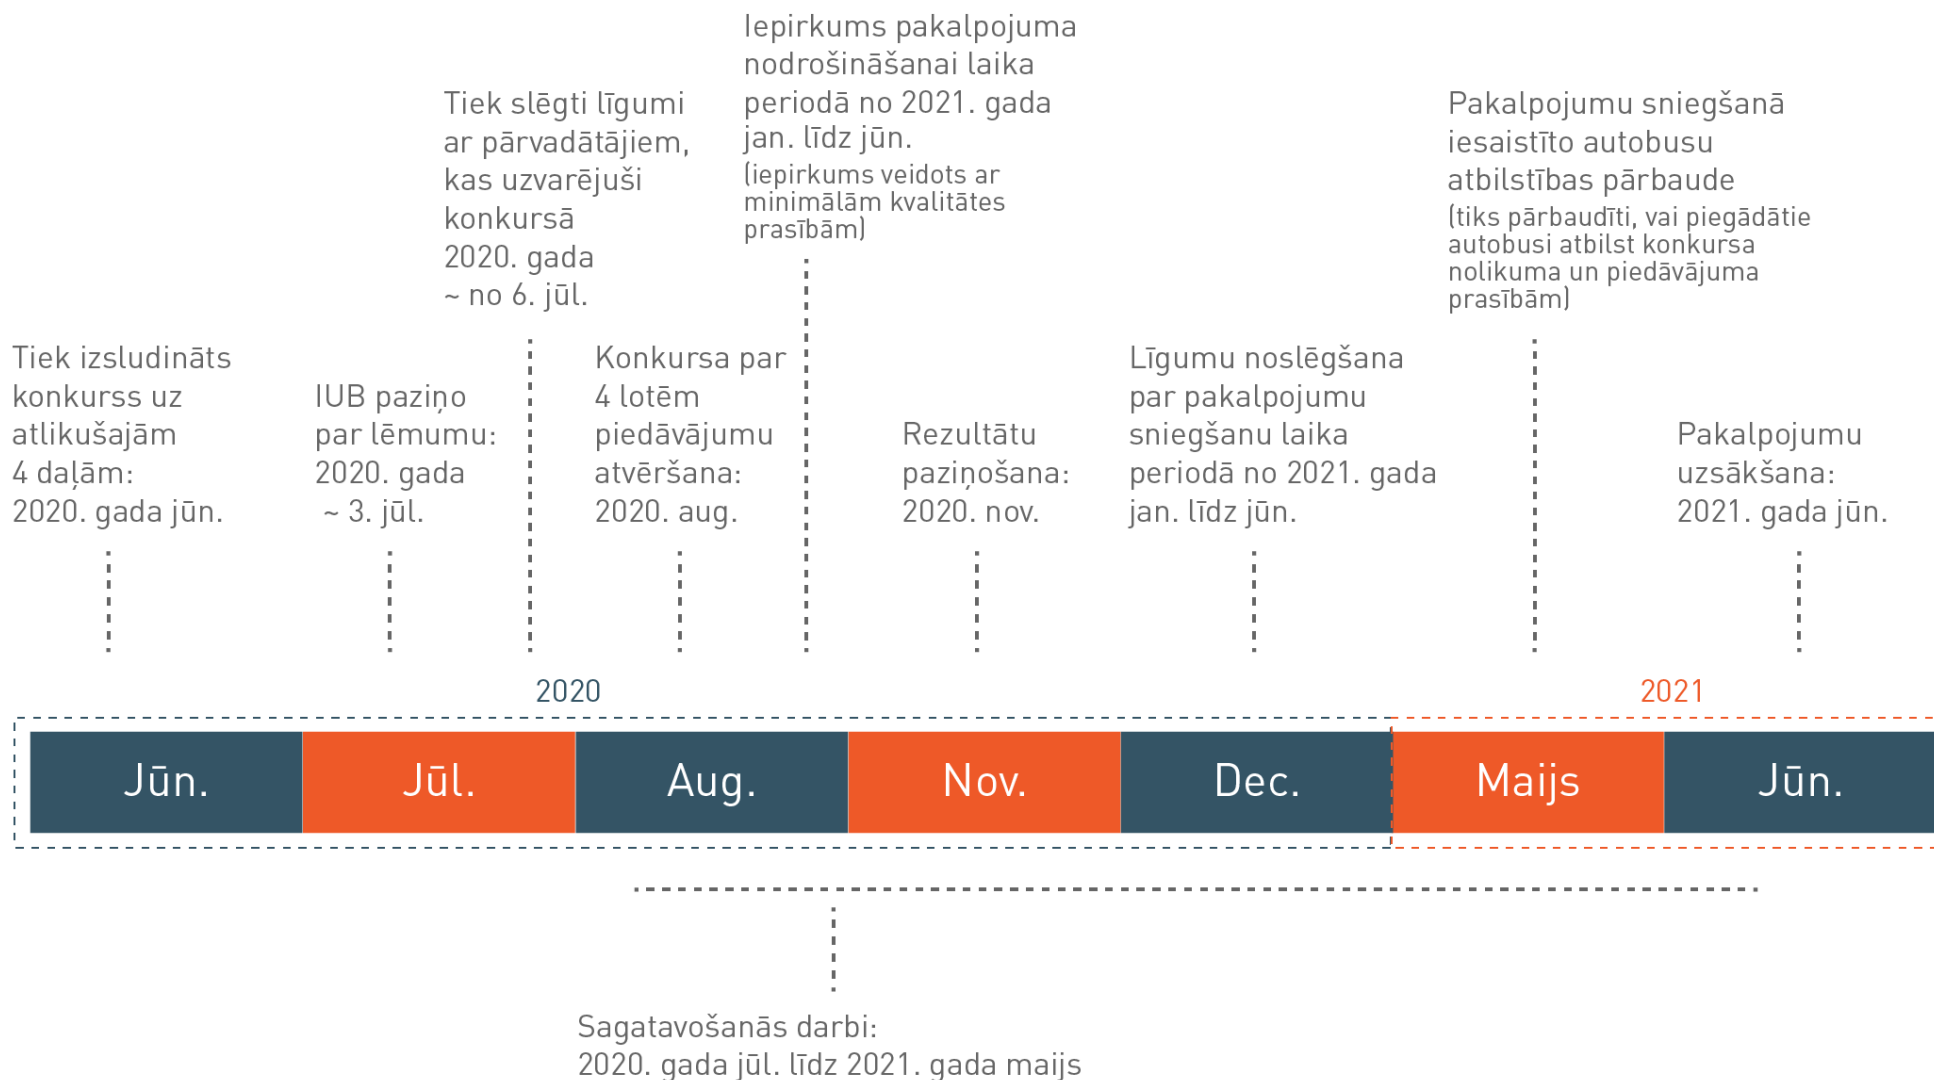 Tiek izsludināts
konkurss uz
atlikušajām
4 daļām:
2020. gada jūn.
IUB paziņo
par lēmumu:
2020. gada
~ 3. jūl.
Tiek slēgti līgumi
ar pārvadātājiem,
kas uzvarējuši
konkursā
2020. gada
~ no 6. jūl.
Konkursa par
4 lotēm
piedāvājumu
atvēršana:
2020. aug.
Iepirkums pakalpojuma
nodrošināšanai laika
periodā no 2021. gada
jan. līdz jūn.
(iepirkums veidots ar
minimālām kvalitātes
prasībām)
Rezultātu
paziņošana:
2020. nov.
Līgumu noslēgšana
par pakalpojumu
sniegšanu laika
periodā no 2021. gada
jan. līdz jūn.
Pakalpojumu sniegšanā
iesaistīto autobusu
atbilstības pārbaude
(tiks pārbaudīti, vai piegādātie
autobusi atbilst konkursa
nolikuma un piedāvājuma
prasībām)
Pakalpojumu
uzsākšana:
2021. gada jūn.
2020
2021
Jūn.
Jūl.
Aug.
Nov.
Dec.
Maijs
Jūn.
Sagatavošanās darbi:
2020. gada jūl. līdz 2021. gada maijs